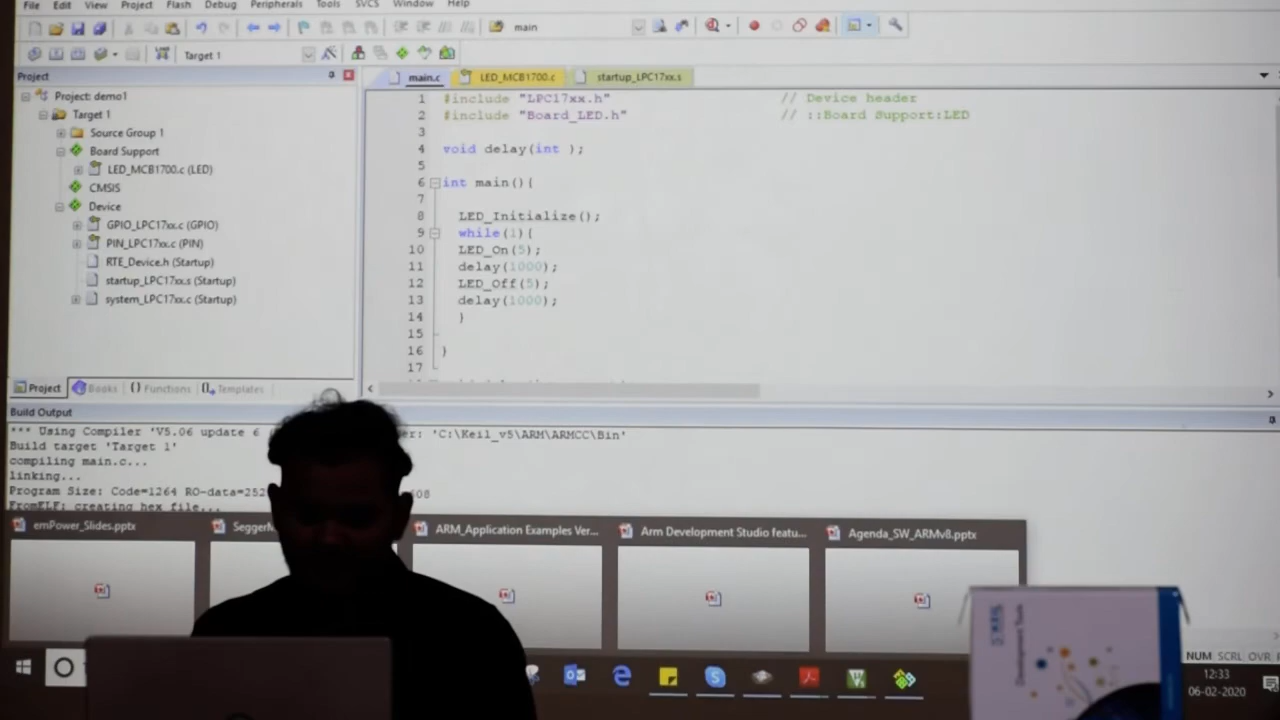 File Edit View Project Flash Debug Peripherals Tools SVCS Window Help
main
Target 1
Project
main.c LED_MCB1700.c startup_LPC17xx.s
Project: demo1
Target 1
Source Group 1
Board Support
LED_MCB1700.c (LED)
CMSIS
Device
GPIO_LPC17xx.c (GPIO)
PIN_LPC17xx.c (PIN)
RTE_Device.h (Startup)
startup_LPC17xx.s (Startup)
system_LPC17xx.c (Startup)
Project Books {} Functions Templates
1 #include "LPC17xx.h" // Device header
2 #include "Board_LED.h" // ::Board Support:LED
3
4 void delay(int );
5
6 int main(){
7
8 LED_Initialize();
9 while(1){
10 LED_On(5);
11 delay(1000);
12 LED_Off(5);
13 delay(1000);
14 }
15
16 }
17
Build Output
*** Using Compiler 'V5.06 update 6 'C:\Keil_v5\ARM\ARMCC\Bin'
Build target 'Target 1'
compiling main.c...
linking...
Program Size: Code=1264 RO-data=252 608
FromELF: creating hex file...
emPower_Slides.pptx ARM_Application Examples Ver... Arm Development Studio featu... Agenda_SW_ARMv8.pptx
NUM SCRL OVR
12:33
06-02-2020
KEIL
Development Tools